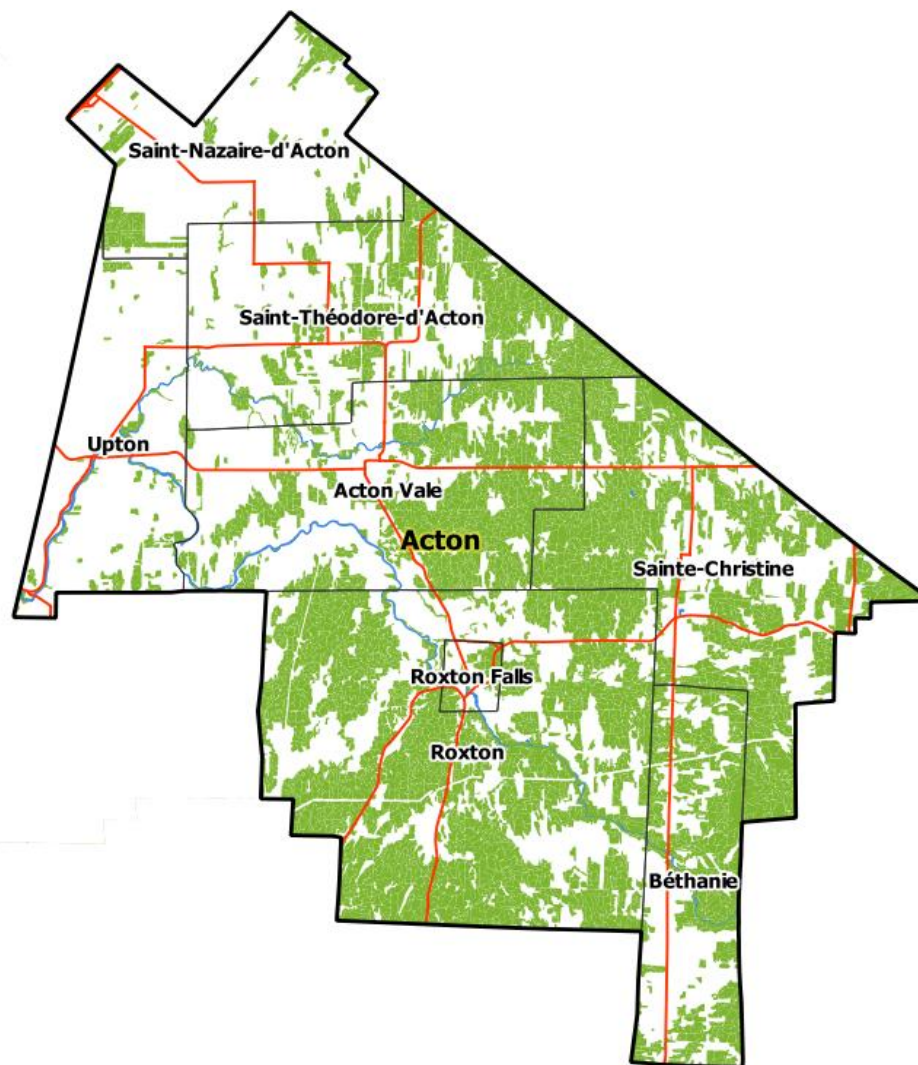 Saint-Nazaire-d'Acton
Saint-Théodore-d'Acton
Upton
Acton Vale
Acton
Sainte-Christine
Roxton Falls
Roxton
Béthanie